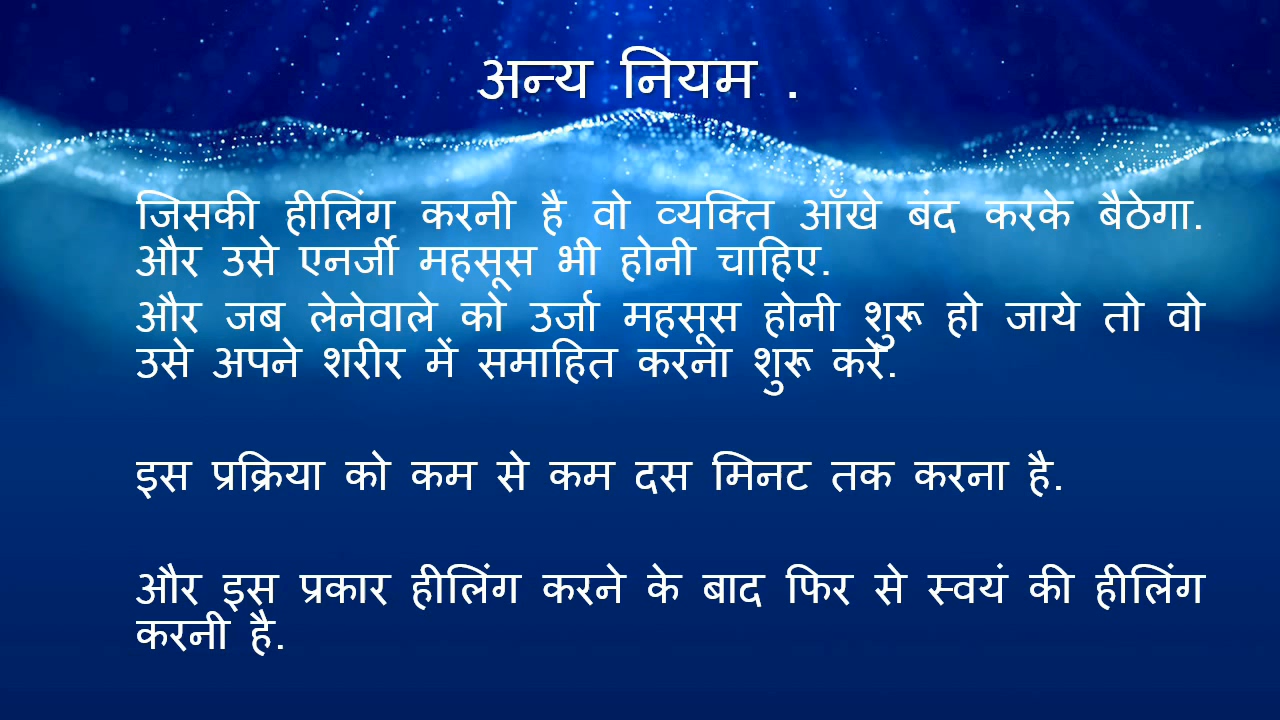 अन्य नियम .
जिसकी हीलिंग करनी है वो व्यक्ति आँखे बंद करके बैठेगा.
और उसे एनर्जी महसूस भी होनी चाहिए.
और जब लेनेवाले को उर्जा महसूस होनी शुरू हो जाये तो वो
उसे अपने शरीर में समाहित करना शुरू करें.
इस प्रक्रिया को कम से कम दस मिनट तक करना है.
और इस प्रकार हीलिंग करने के बाद फिर से स्वयं की हीलिंग
करनी है.